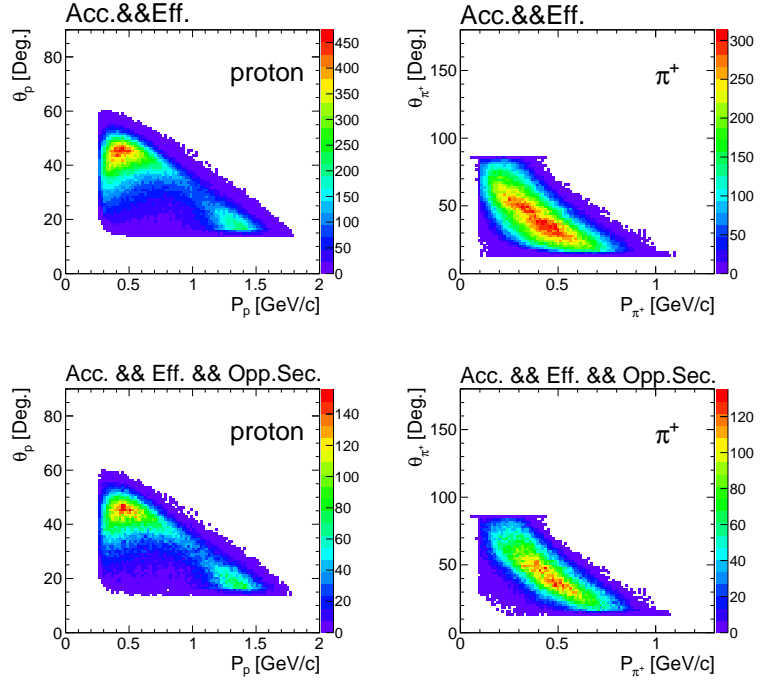 Acc.&&Eff.
θp [Deg.]
proton
80
60
40
20
0
0 0.5 1 1.5 2
Pp [GeV/c]
450
400
350
300
250
200
150
100
50
0
Acc.&&Eff.
θπ+ [Deg.]
π+
150
100
50
0
0 0.5 1
Pπ+ [GeV/c]
300
250
200
150
100
50
0
Acc. && Eff. && Opp.Sec.
θp [Deg.]
proton
80
60
40
20
0
0 0.5 1 1.5 2
Pp [GeV/c]
140
120
100
80
60
40
20
0
Acc. && Eff. && Opp.Sec.
θπ+ [Deg.]
π+
150
100
50
0
0 0.5 1
Pπ+ [GeV/c]
120
100
80
60
40
20
0